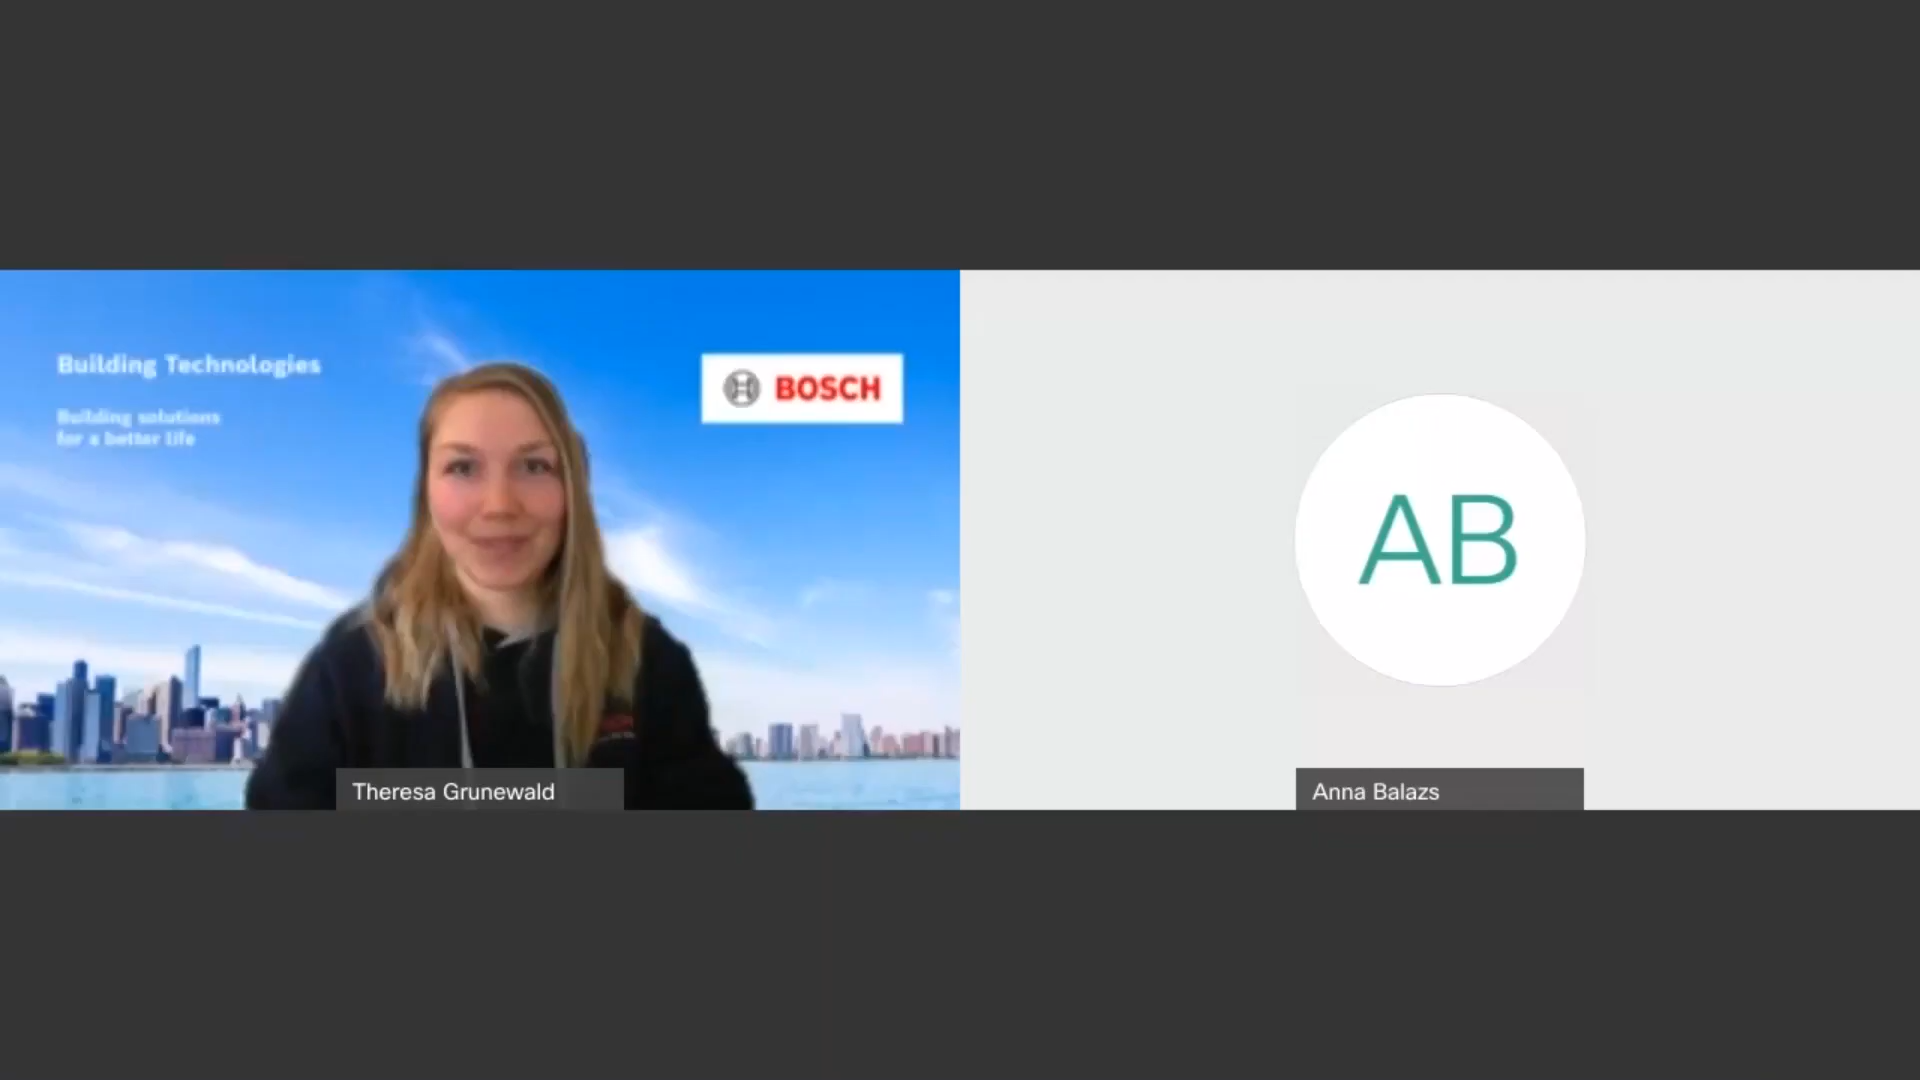 Building Technologies
Building solutions
for a better life
BOSCH
AB
Theresa Grunewald
Anna Balazs